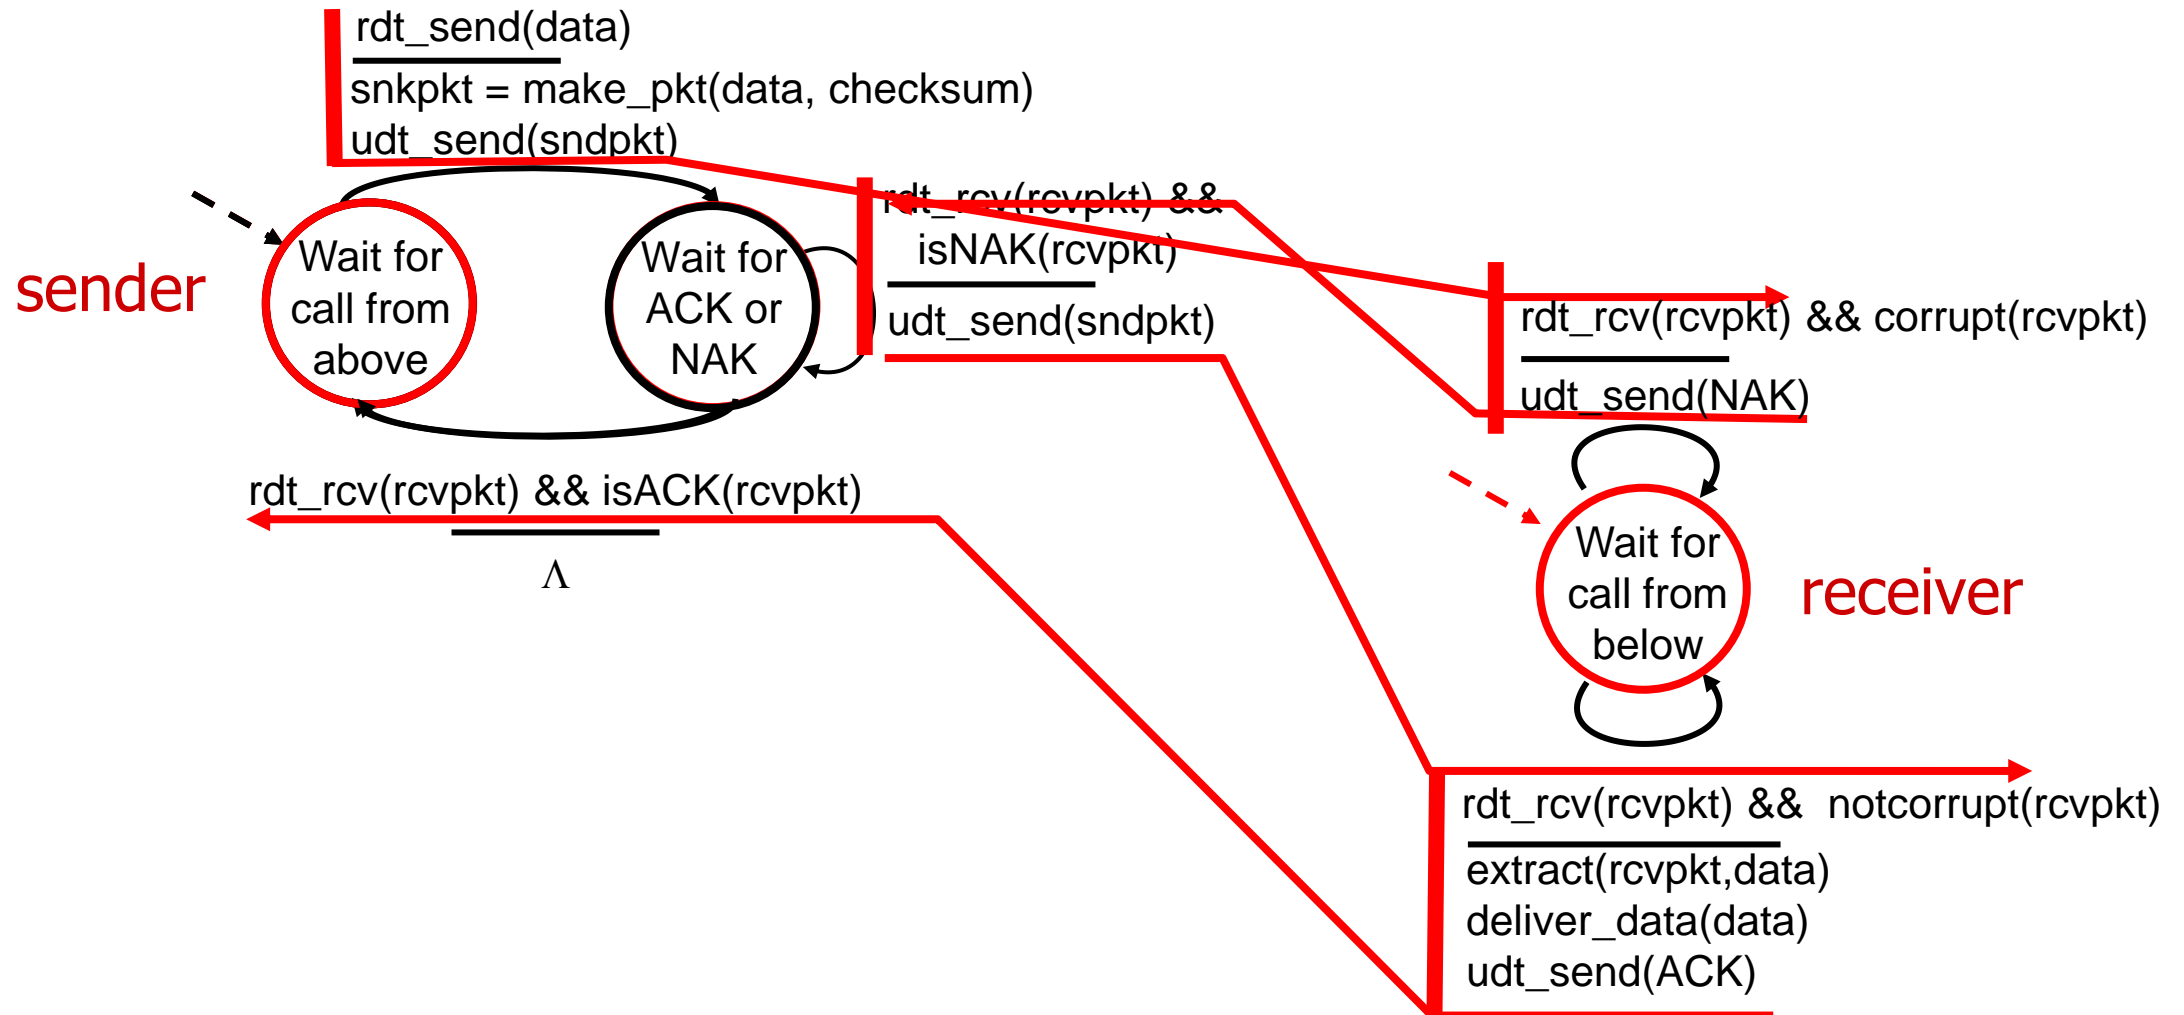 rdt_send(data)
snkpkt = make_pkt(data, checksum)
udt_send(sndpkt)
rdt_rcv(rcvpkt) &&
isNAK(rcvpkt)
udt_send(sndpkt)
sender
Wait for
call from
above
Wait for
ACK or
NAK
rdt_rcv(rcvpkt) && corrupt(rcvpkt)
udt_send(NAK)
rdt_rcv(rcvpkt) && isACK(rcvpkt)
Λ
Wait for
call from
below
receiver
rdt_rcv(rcvpkt) && notcorrupt(rcvpkt)
extract(rcvpkt,data)
deliver_data(data)
udt_send(ACK)